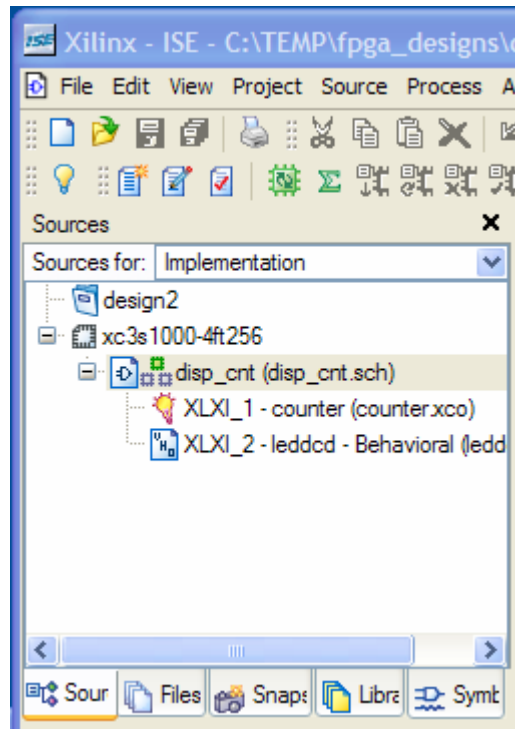 ISE Xilinx - ISE - C:\TEMP\fpga_designs\
File Edit View Project Source Process
Sources
Sources for: Implementation
design2
xc3s1000-4ft256
disp_cnt (disp_cnt.sch)
XLXI_1 - counter (counter.xco)
XLXI_2 - leddcd - Behavioral (ledd
Sour Files Snaps Libra Symb